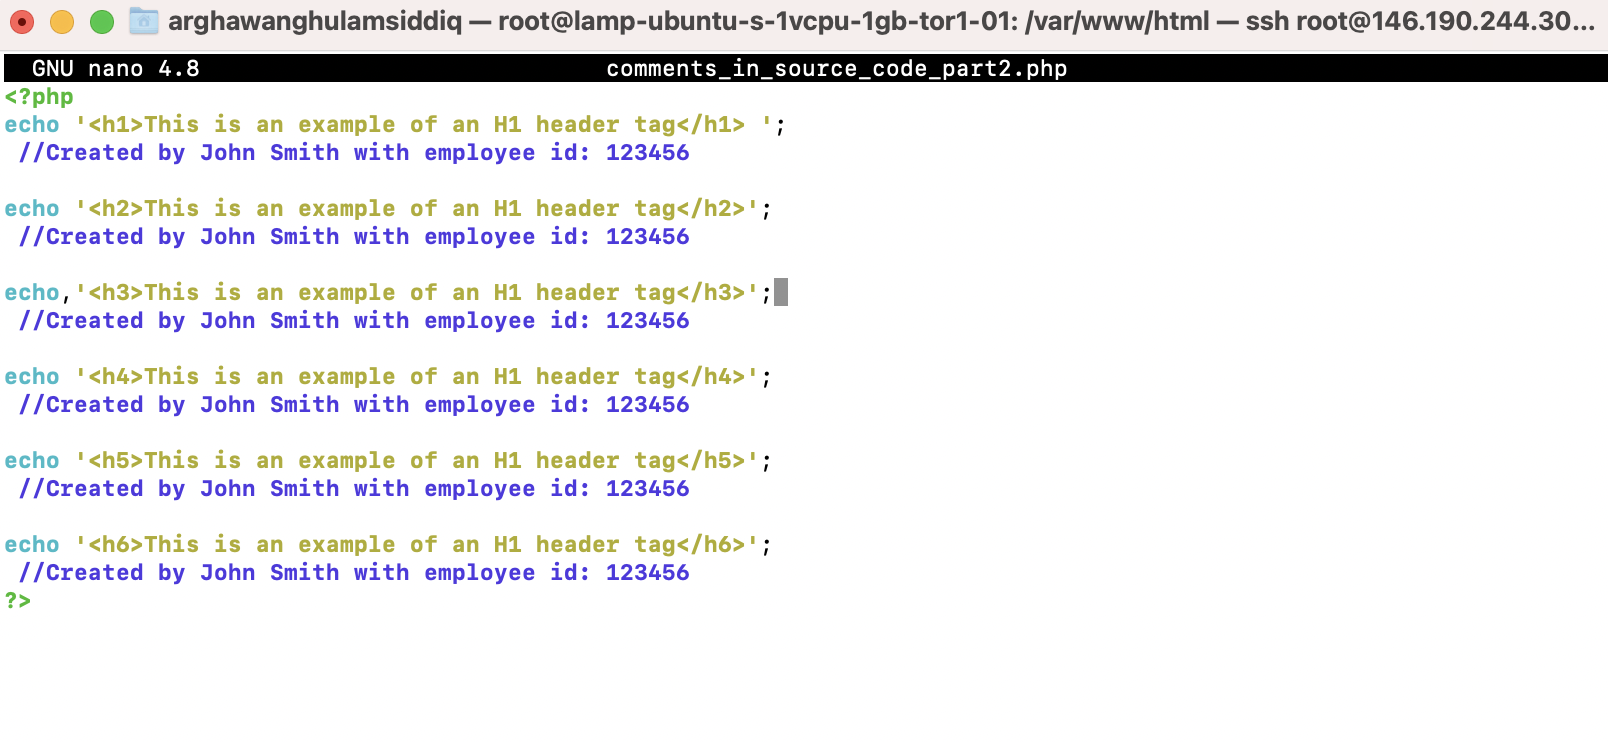 arghawanghulamsiddiq — root@lamp-ubuntu-s-1vcpu-1gb-tor1-01: /var/www/html — ssh root@146.190.244.30...
GNU nano 4.8 comments_in_source_code_part2.php
<?php
echo '<h1>This is an example of an H1 header tag</h1> ';
 //Created by John Smith with employee id: 123456

echo '<h2>This is an example of an H1 header tag</h2>';
 //Created by John Smith with employee id: 123456

echo,'<h3>This is an example of an H1 header tag</h3>';
 //Created by John Smith with employee id: 123456

echo '<h4>This is an example of an H1 header tag</h4>';
 //Created by John Smith with employee id: 123456

echo '<h5>This is an example of an H1 header tag</h5>';
 //Created by John Smith with employee id: 123456

echo '<h6>This is an example of an H1 header tag</h6>';
 //Created by John Smith with employee id: 123456
?>